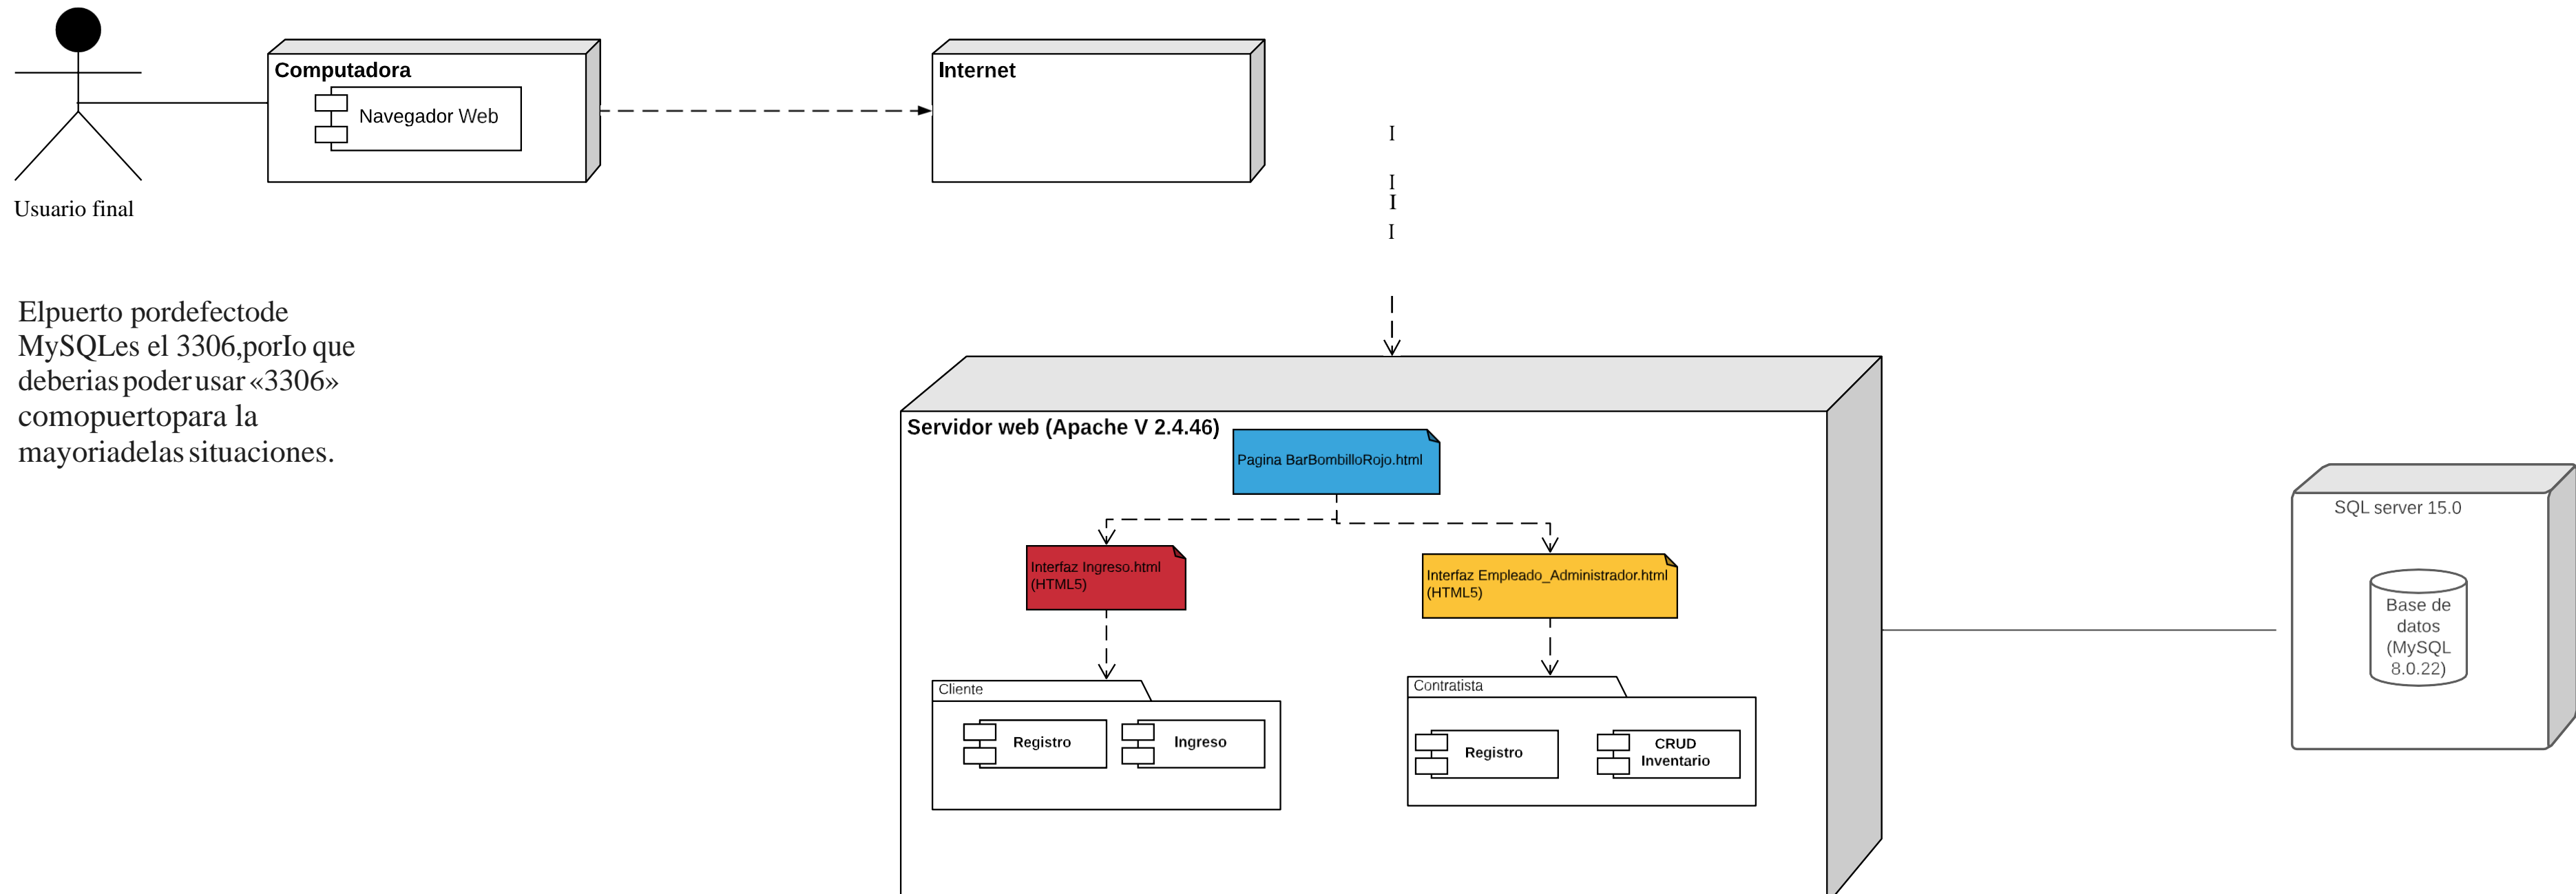 Computadora
Navegador Web
Internet
Usuario final
I
I
I
I
Elpuerto pordefectode
MySQLes el 3306,porIo que
deberias poder usar «3306»
comopuertopara la
mayoriadelas situaciones.
Servidor web (Apache V 2.4.46)
Pagina BarBombilloRojo.html
Interfaz Ingreso.html
(HTML5)
Interfaz Empleado_Administrador.html
(HTML5)
Cliente
Registro
Ingreso
Contratista
Registro
CRUD
Inventario
SQL server 15.0
Base de
datos
(MySQL
8.0.22)